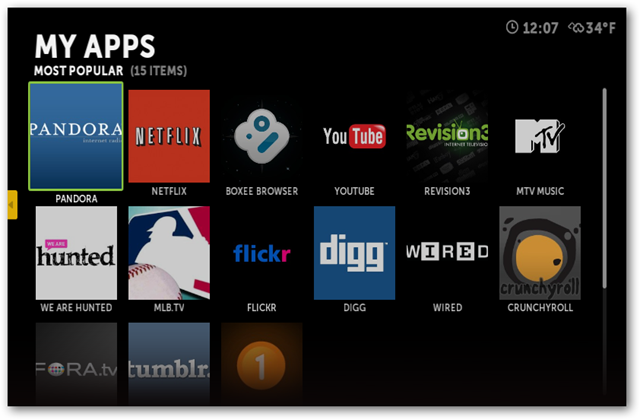 12:07 34°F
MY APPS
MOST POPULAR (15 ITEMS)
PANDORA
internet radi
NETFLIX
YouTube
Revision3
INTERNET TELEVISION
MTV
PANDORA NETFLIX BOXEE BROWSER YOUTUBE REVISION3 MTV MUSIC
WE ARE
hunted
flickr
digg
WIRED
crunchyroll
WE ARE HUNTED MLB.TV FLICKR DIGG WIRED CRUNCHYROLL
FORA.tv
tumblr.
1